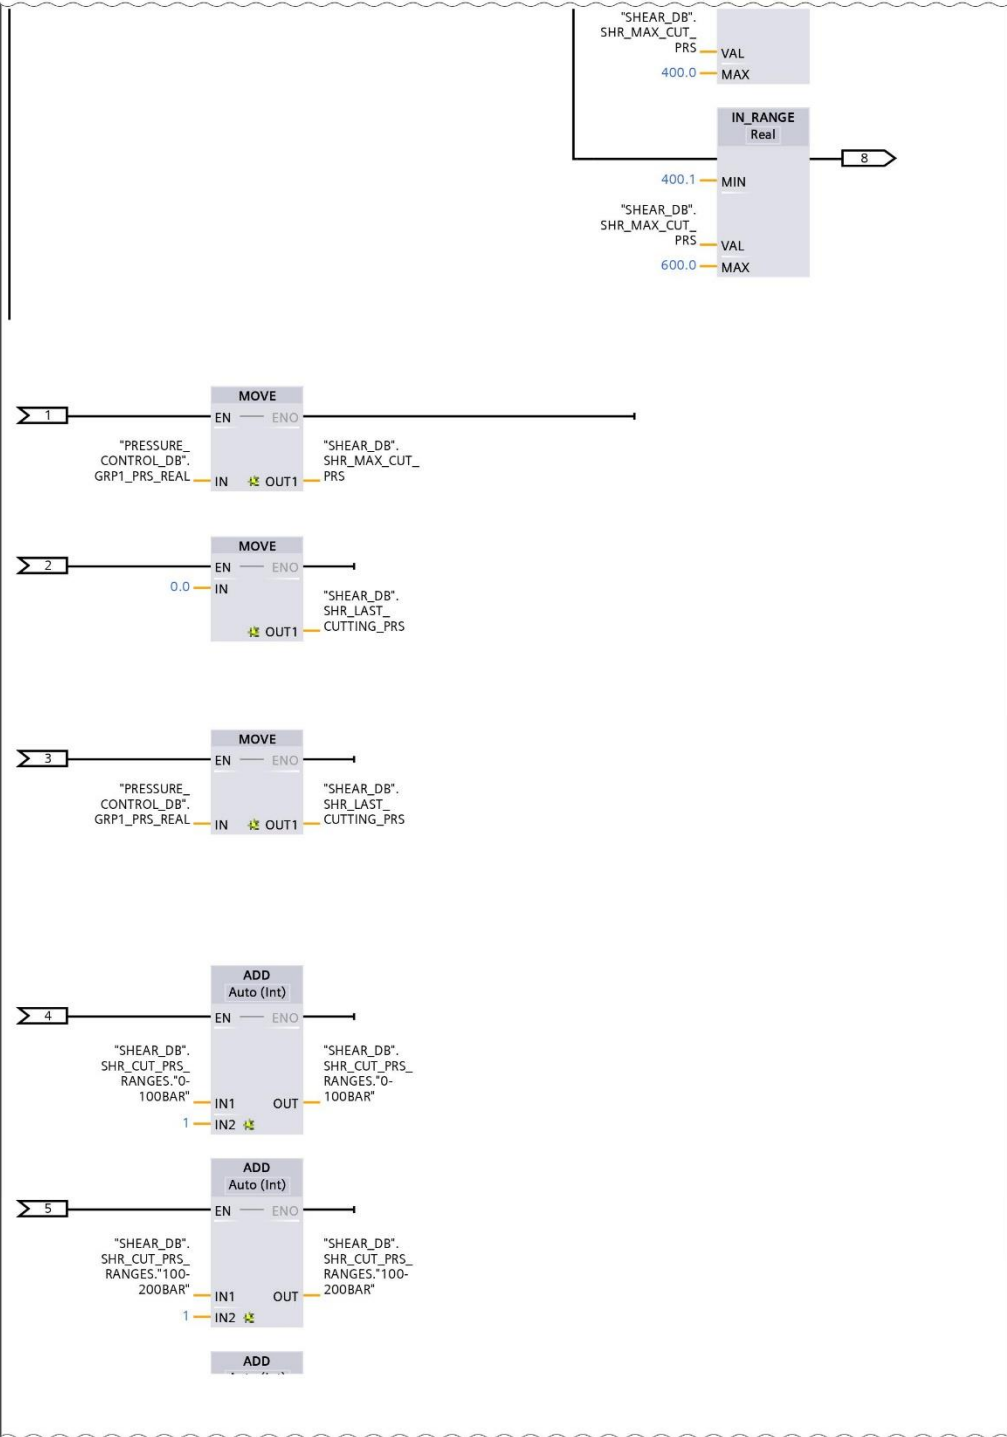 "SHEAR_DB".
SHR_MAX_CUT_
PRS
VAL
400.0
MAX
IN_RANGE
Real
8
400.1
MIN
"SHEAR_DB".
SHR_MAX_CUT_
PRS
VAL
600.0
MAX
MOVE
1
EN
ENO
"PRESSURE_
CONTROL_DB".
GRP1_PRS_REAL
IN
OUT1
"SHEAR_DB".
SHR_MAX_CUT_
PRS
MOVE
2
EN
ENO
0.0
IN
OUT1
"SHEAR_DB".
SHR_LAST_
CUTTING_PRS
MOVE
3
EN
ENO
"PRESSURE_
CONTROL_DB".
GRP1_PRS_REAL
IN
OUT1
"SHEAR_DB".
SHR_LAST_
CUTTING_PRS
ADD
Auto (Int)
4
EN
ENO
"SHEAR_DB".
SHR_CUT_PRS_
RANGES."0-
100BAR"
IN1
OUT
"SHEAR_DB".
SHR_CUT_PRS_
RANGES."0-
100BAR"
1
IN2
ADD
Auto (Int)
5
EN
ENO
"SHEAR_DB".
SHR_CUT_PRS_
RANGES."100-
200BAR"
IN1
OUT
"SHEAR_DB".
SHR_CUT_PRS_
RANGES."100-
200BAR"
1
IN2
ADD